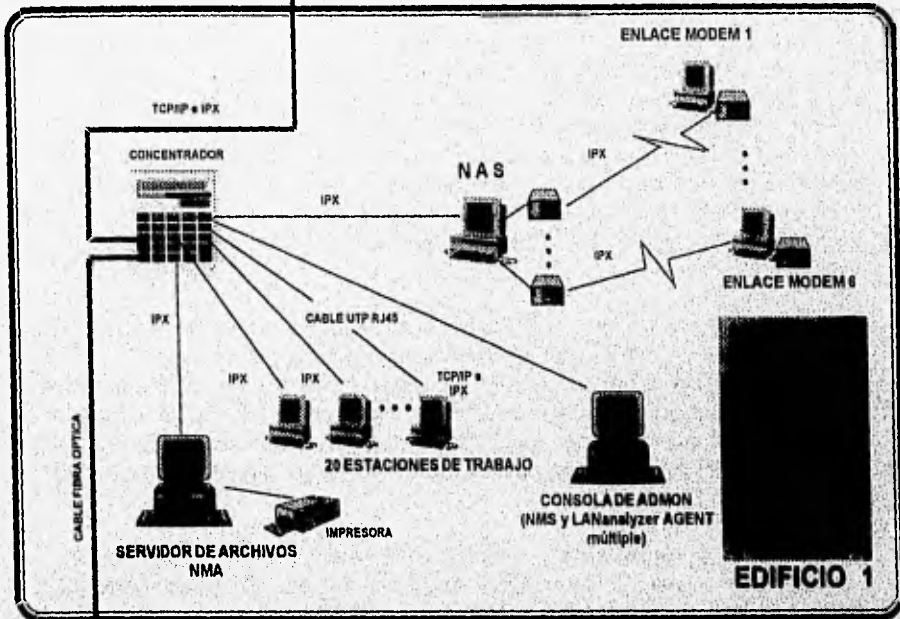 ENLACE MODEM 1
TCP/IP e IPX
CONCENTRADOR
IPX
NAS
IPX
IPX
ENLACE MODEM 6
IPX
CABLE UTP RJ45
IPX
IPX
TCP/IP e
IPX
CABLE FIBRA OPTICA
20 ESTACIONES DE TRABAJO
IMPRESORA
SERVIDOR DE ARCHIVOS
NMA
CONSOLA DE ADMON
(NMS y LANanalyzer AGENT
múltiple)
EDIFICIO 1